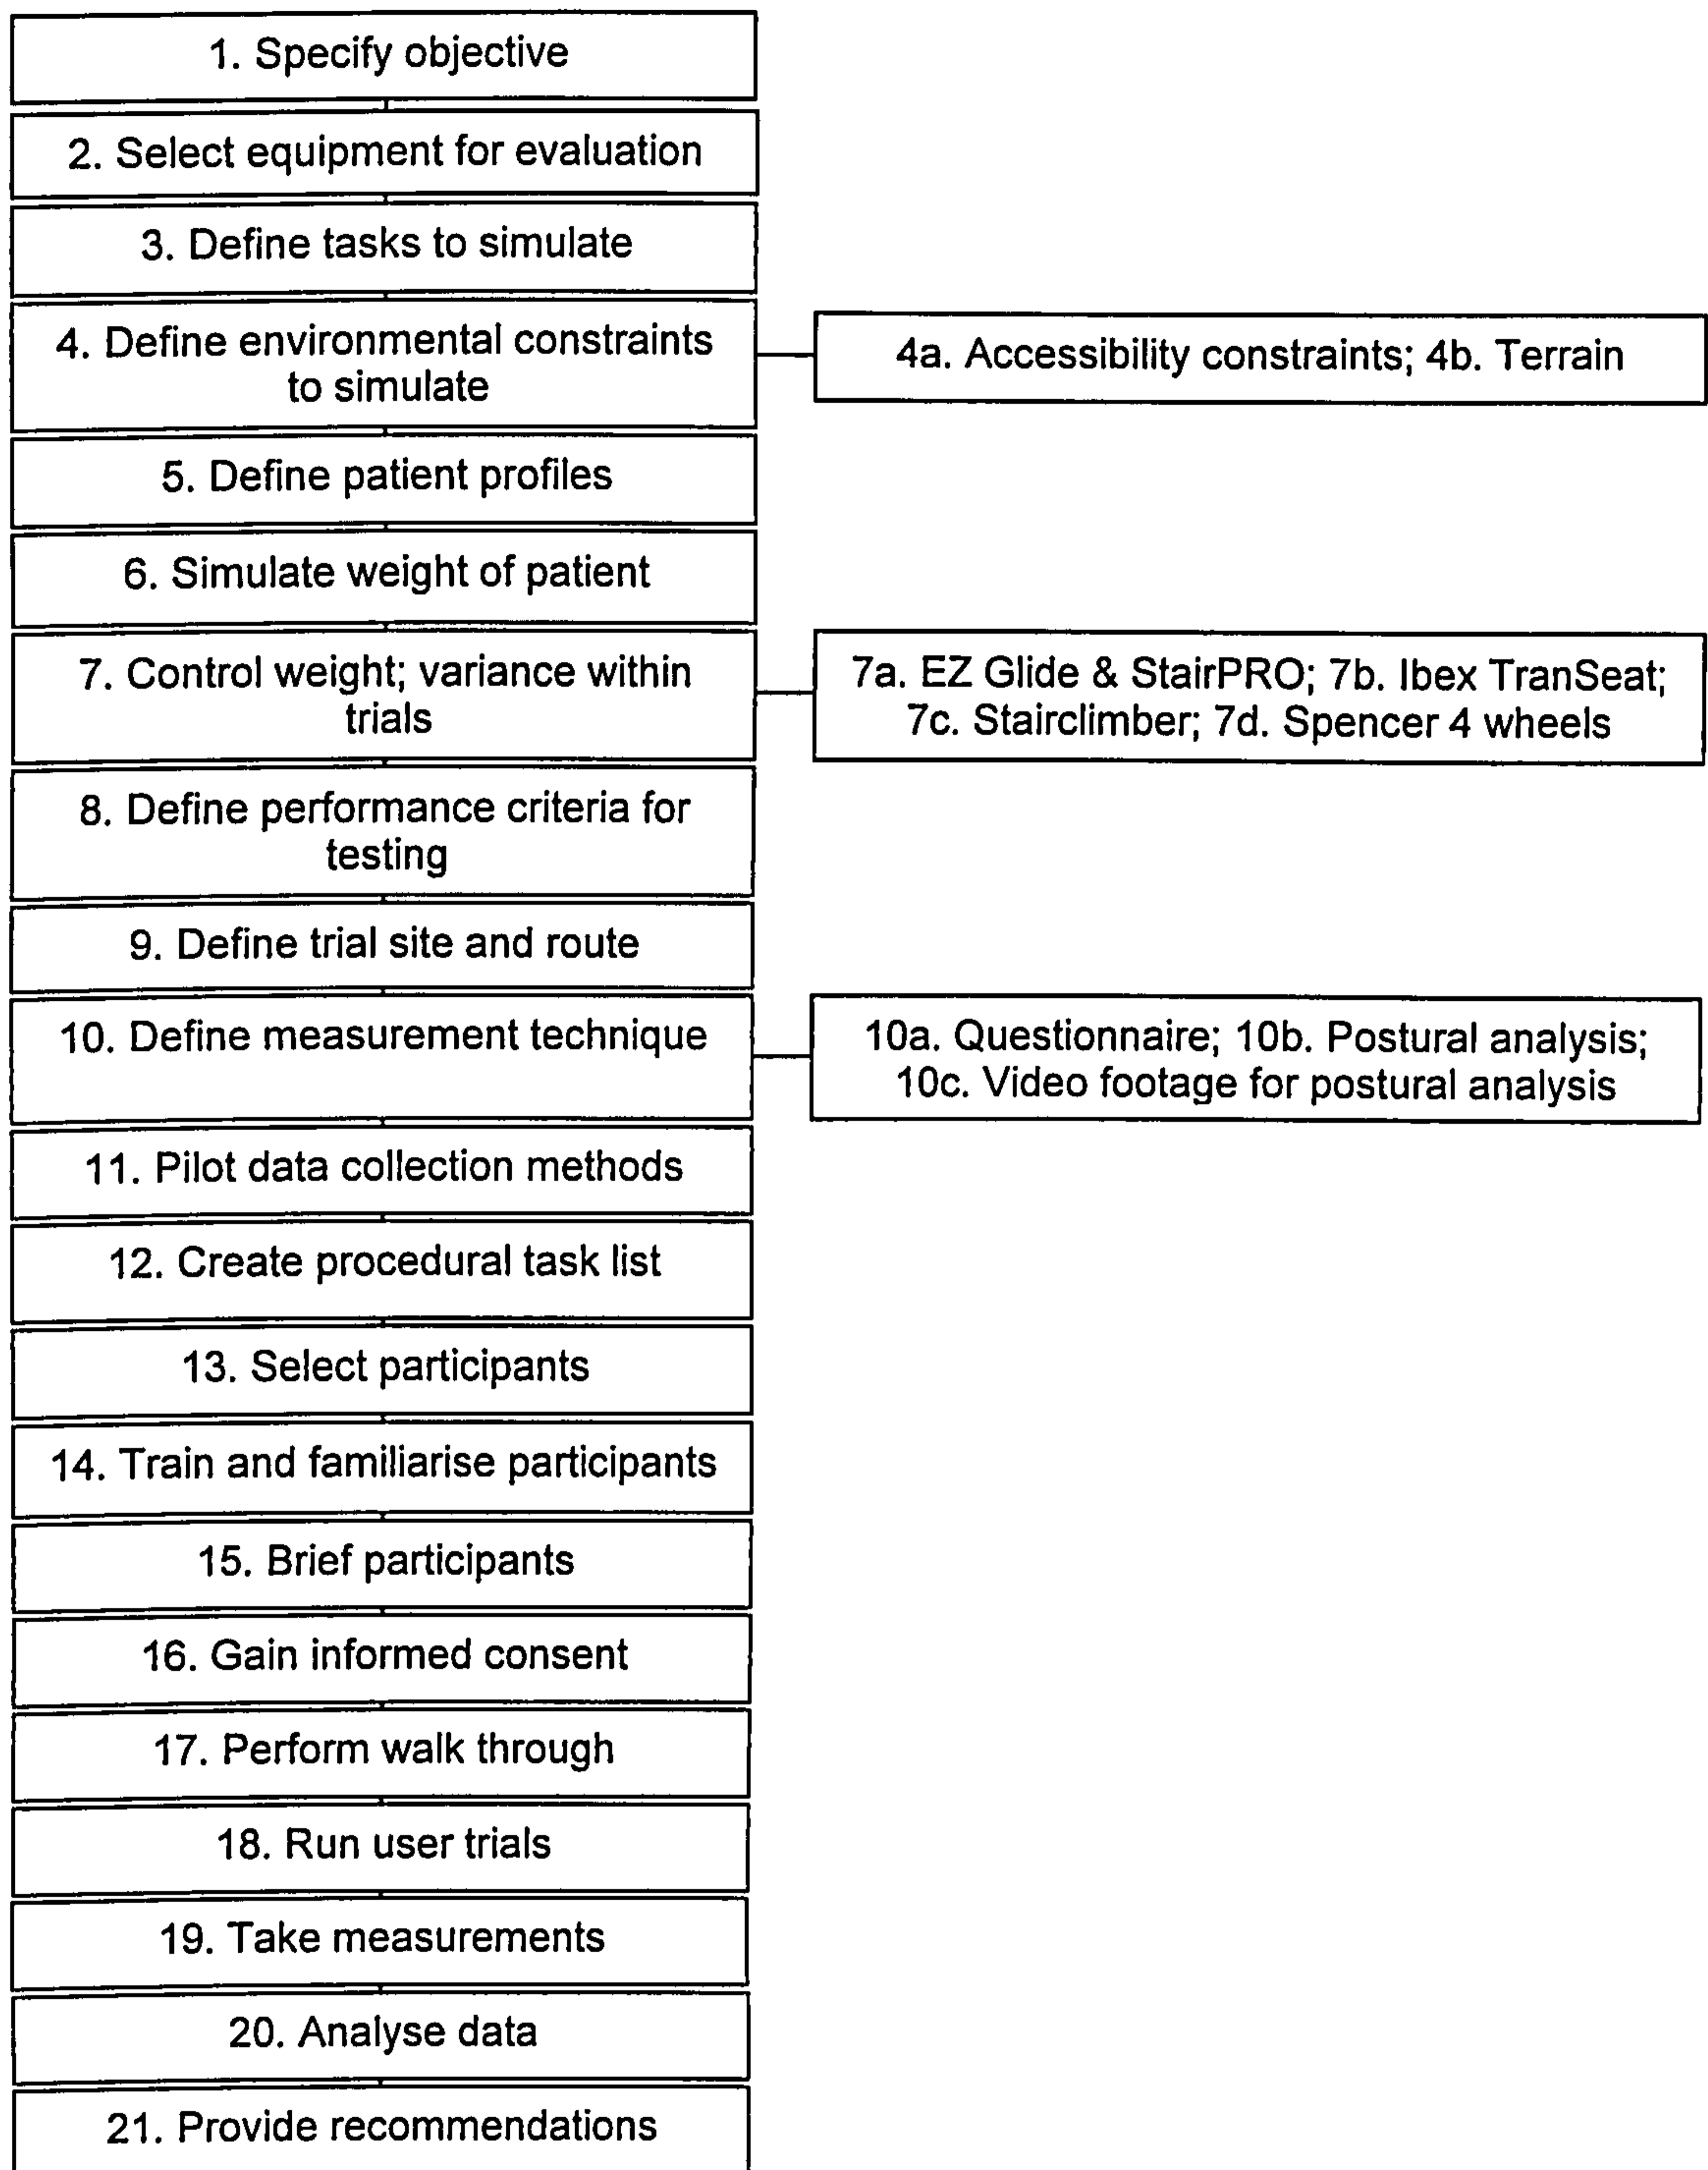 1. Specify objective
2. Select equipment for evaluation
3. Define tasks to simulate
4. Define environmental constraints
to simulate
4a. Accessibility constraints; 4b. Terrain
5. Define patient profiles
6. Simulate weight of patient
7. Control weight; variance within
trials
7a. EZ Glide & StairPRO; 7b. Ibex TranSeat;
7c. Stairclimber; 7d. Spencer 4 wheels
8. Define performance criteria for
testing
9. Define trial site and route
10. Define measurement technique
10a. Questionnaire; 10b. Postural analysis;
10c. Video footage for postural analysis
11. Pilot data collection methods
12. Create procedural task list
13. Select participants
14. Train and familiarise participants
15. Brief participants
16. Gain informed consent
17. Perform walk through
18. Run user trials
19. Take measurements
20. Analyse data
21. Provide recommendations